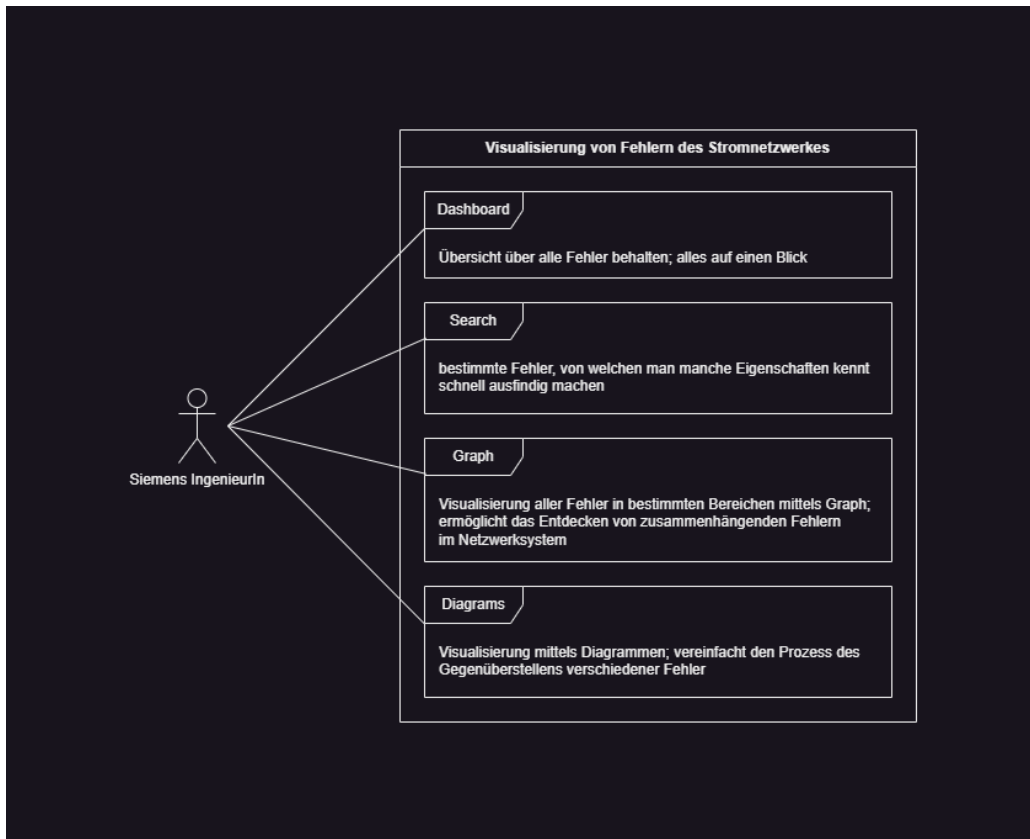 Visualisierung von Fehlern des Stromnetzwerkes
Dashboard
Übersicht über alle Fehler behalten; alles auf einen Blick
Search
bestimmte Fehler, von welchen man manche Eigenschaften kennt
schnell ausfindig machen
Siemens IngenieurIn
Graph
Visualisierung aller Fehler in bestimmten Bereichen mittels Graph;
ermöglicht das Entdecken von zusammenhängenden Fehlern
im Netzwerksystem
Diagrams
Visualisierung mittels Diagrammen; vereinfacht den Prozess des
Gegenüberstellens verschiedener Fehler